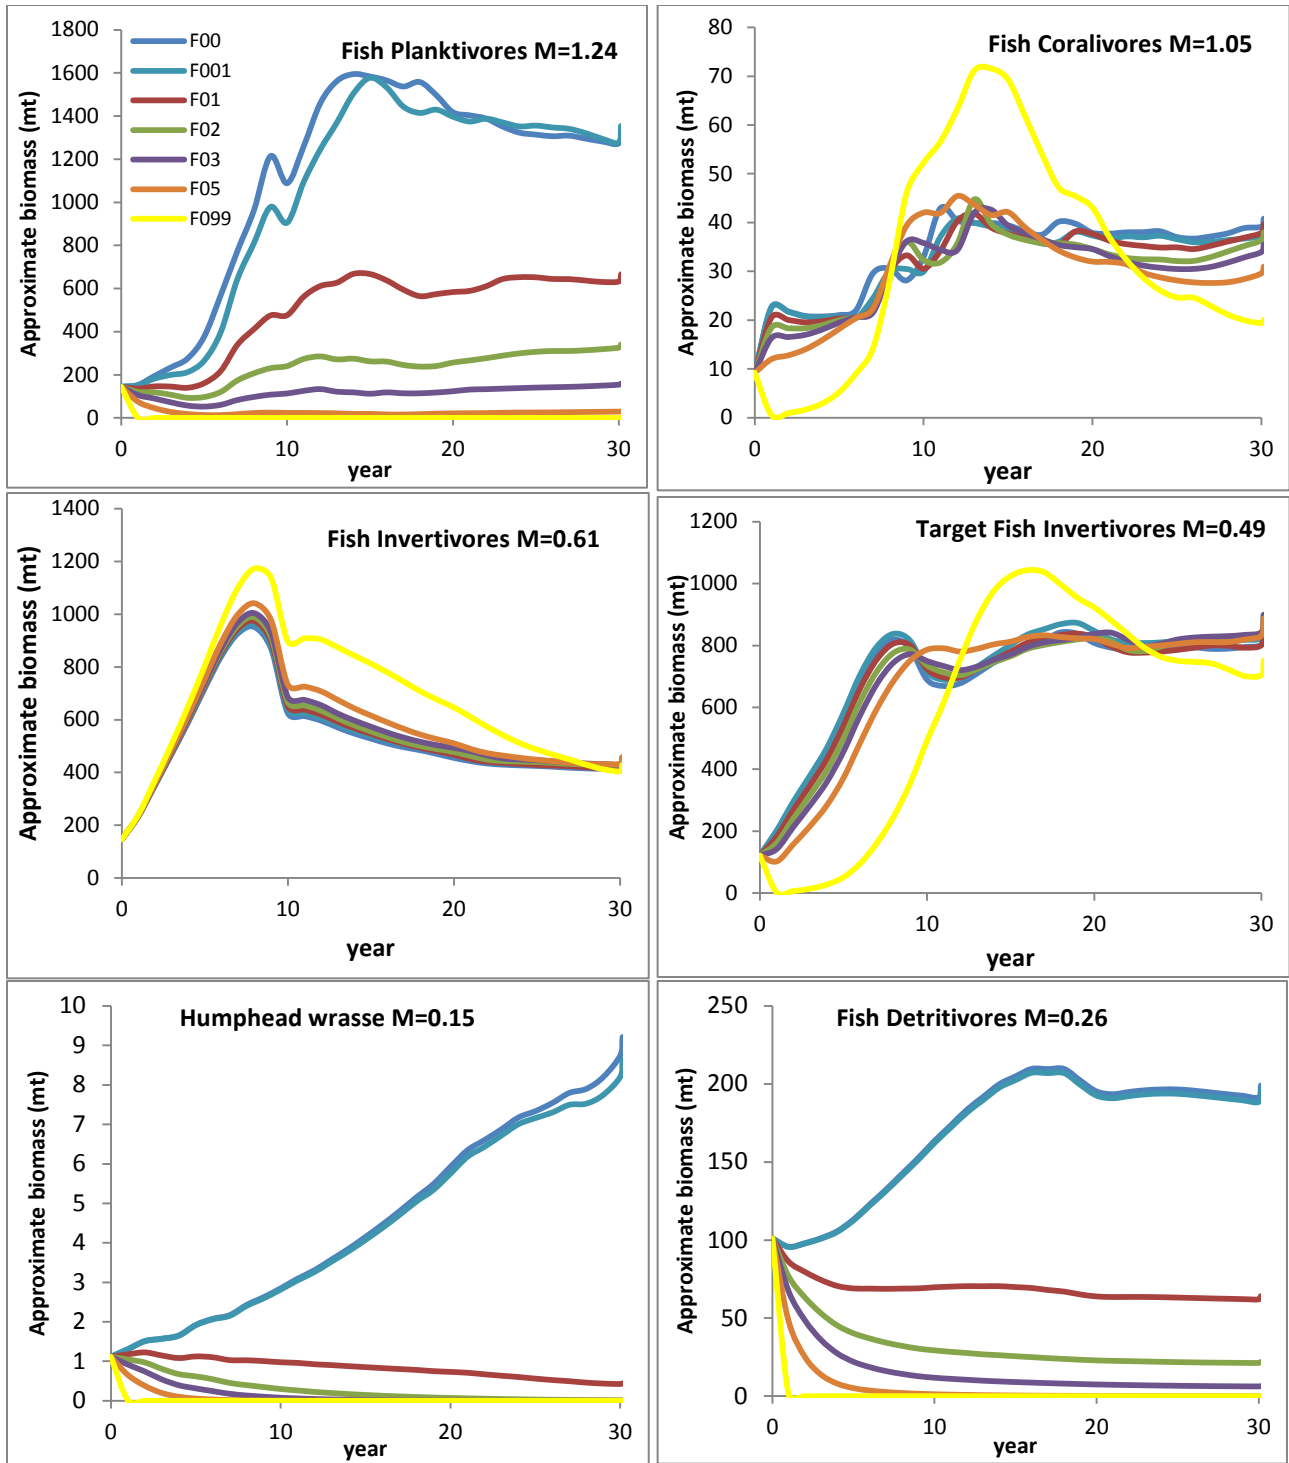 Fish Planktivores M=1.24
Approximate biomass (mt)
1800
1600
1400
1200
1000
800
600
400
200
0
F00
F001
F01
F02
F03
F05
F099
0 10 20 30
year
Fish Coralivores M=1.05
Approximate biomass (mt)
80
70
60
50
40
30
20
10
0
0 10 20 30
year
Fish Invertivores M=0.61
Approximate biomass (mt)
1400
1200
1000
800
600
400
200
0
0 10 20 30
year
Target Fish Invertivores M=0.49
Approximate biomass (mt)
1200
1000
800
600
400
200
0
0 10 20 30
year
Humphead wrasse M=0.15
Approximate biomass (mt)
10
9
8
7
6
5
4
3
2
1
0
0 10 20 30
year
Fish Detritivores M=0.26
Approximate biomass (mt)
250
200
150
100
50
0
0 10 20 30
year